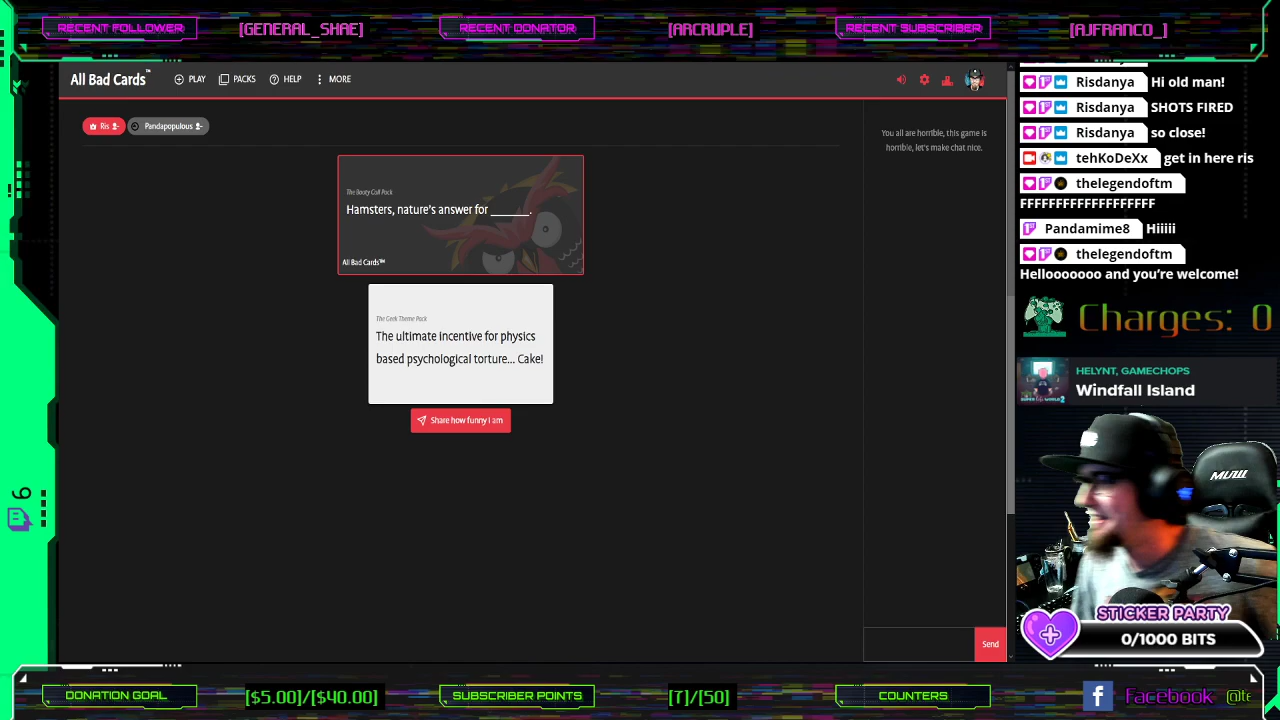 RECENT FOLLOWER
[GENERAL_SHAE]
RECENT DONATOR
[ARCRUPLE]
RECENT SUBSCRIBER
[AJFRANCO_]
All Bad Cards™
PLAY
PACKS
HELP
MORE
Ris
Pandapopulous
The Booty Call Pack
Hamsters, nature's answer for ______.
All Bad Cards™
The Geek Theme Pack
The ultimate incentive for physics
based psychological torture... Cake!
Share how funny I am
You all are horrible, this game is
horrible, let's make chat nice.
Send
Risdanya Hi old man!
Risdanya SHOTS FIRED
Risdanya so close!
tehKoDeXx get in here ris
thelegendoftm
FFFFFFFFFFFFFFFFFFF
Pandamime8 Hiiiii
thelegendoftm
Hellooooooo and you're welcome!
Charges: 0
HELYNT, GAMECHOPS
Windfall Island
STICKER PARTY
0/1000 BITS
6
DONATION GOAL
[$5.00]/[$40.00]
SUBSCRIBER POINTS
[7]/[50]
COUNTERS
Facebook